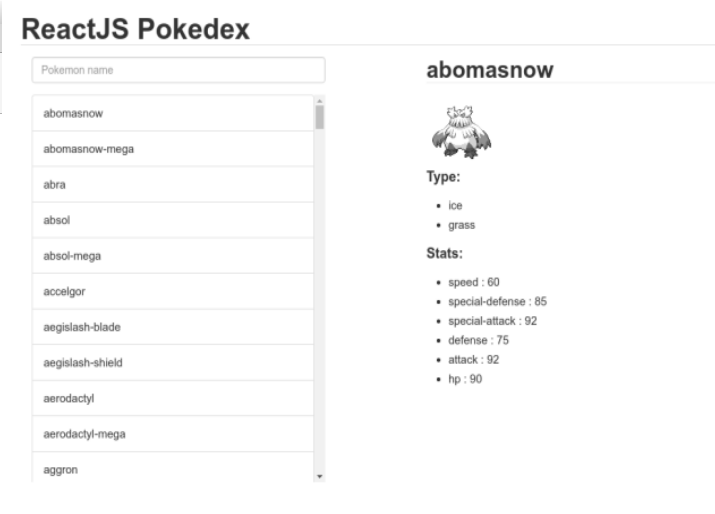 ReactJS Pokedex
Pokemon name
abomasnow
abomasnow-mega
abra
absol
absol-mega
accelgor
aegislash-blade
aegislash-shield
aerodactyl
aerodactyl-mega
aggron
abomasnow
Type:
ice
grass
Stats:
speed : 60
special-defense : 85
special-attack : 92
defense : 75
attack : 92
hp : 90